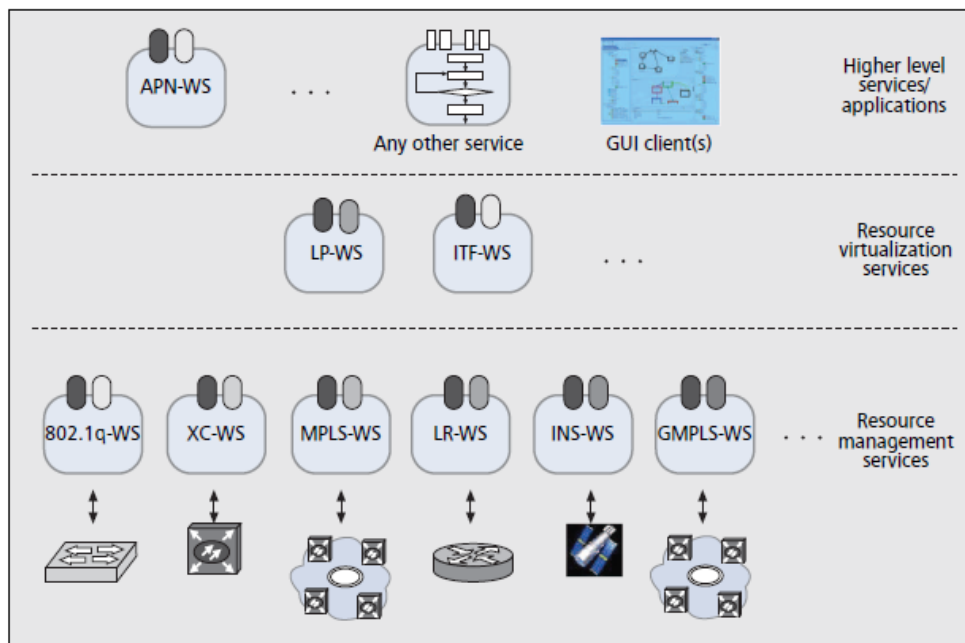 APN-WS
. . .
Any other service
GUI client(s)
Higher level
services/
applications
LP-WS
ITF-WS
. . .
Resource
virtualization
services
802.1q-WS
XC-WS
MPLS-WS
LR-WS
INS-WS
GMPLS-WS
. . .
Resource
management
services